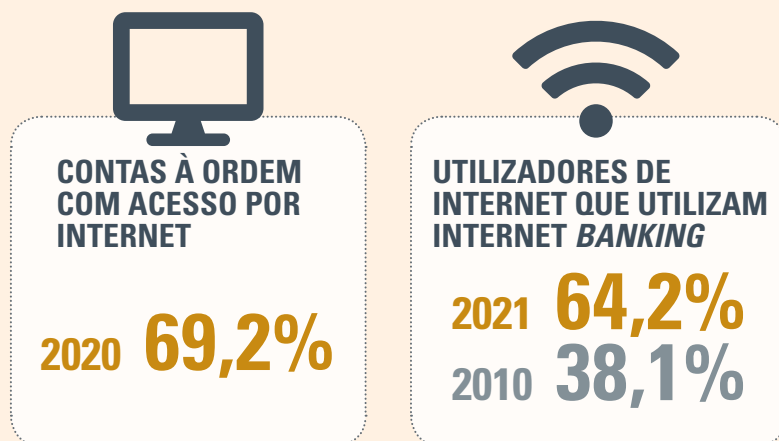 CONTAS À ORDEM
COM ACESSO POR
INTERNET
2020 69,2%
UTILIZADORES DE
INTERNET QUE UTILIZAM
INTERNET BANKING
2021 64,2%
2010 38,1%